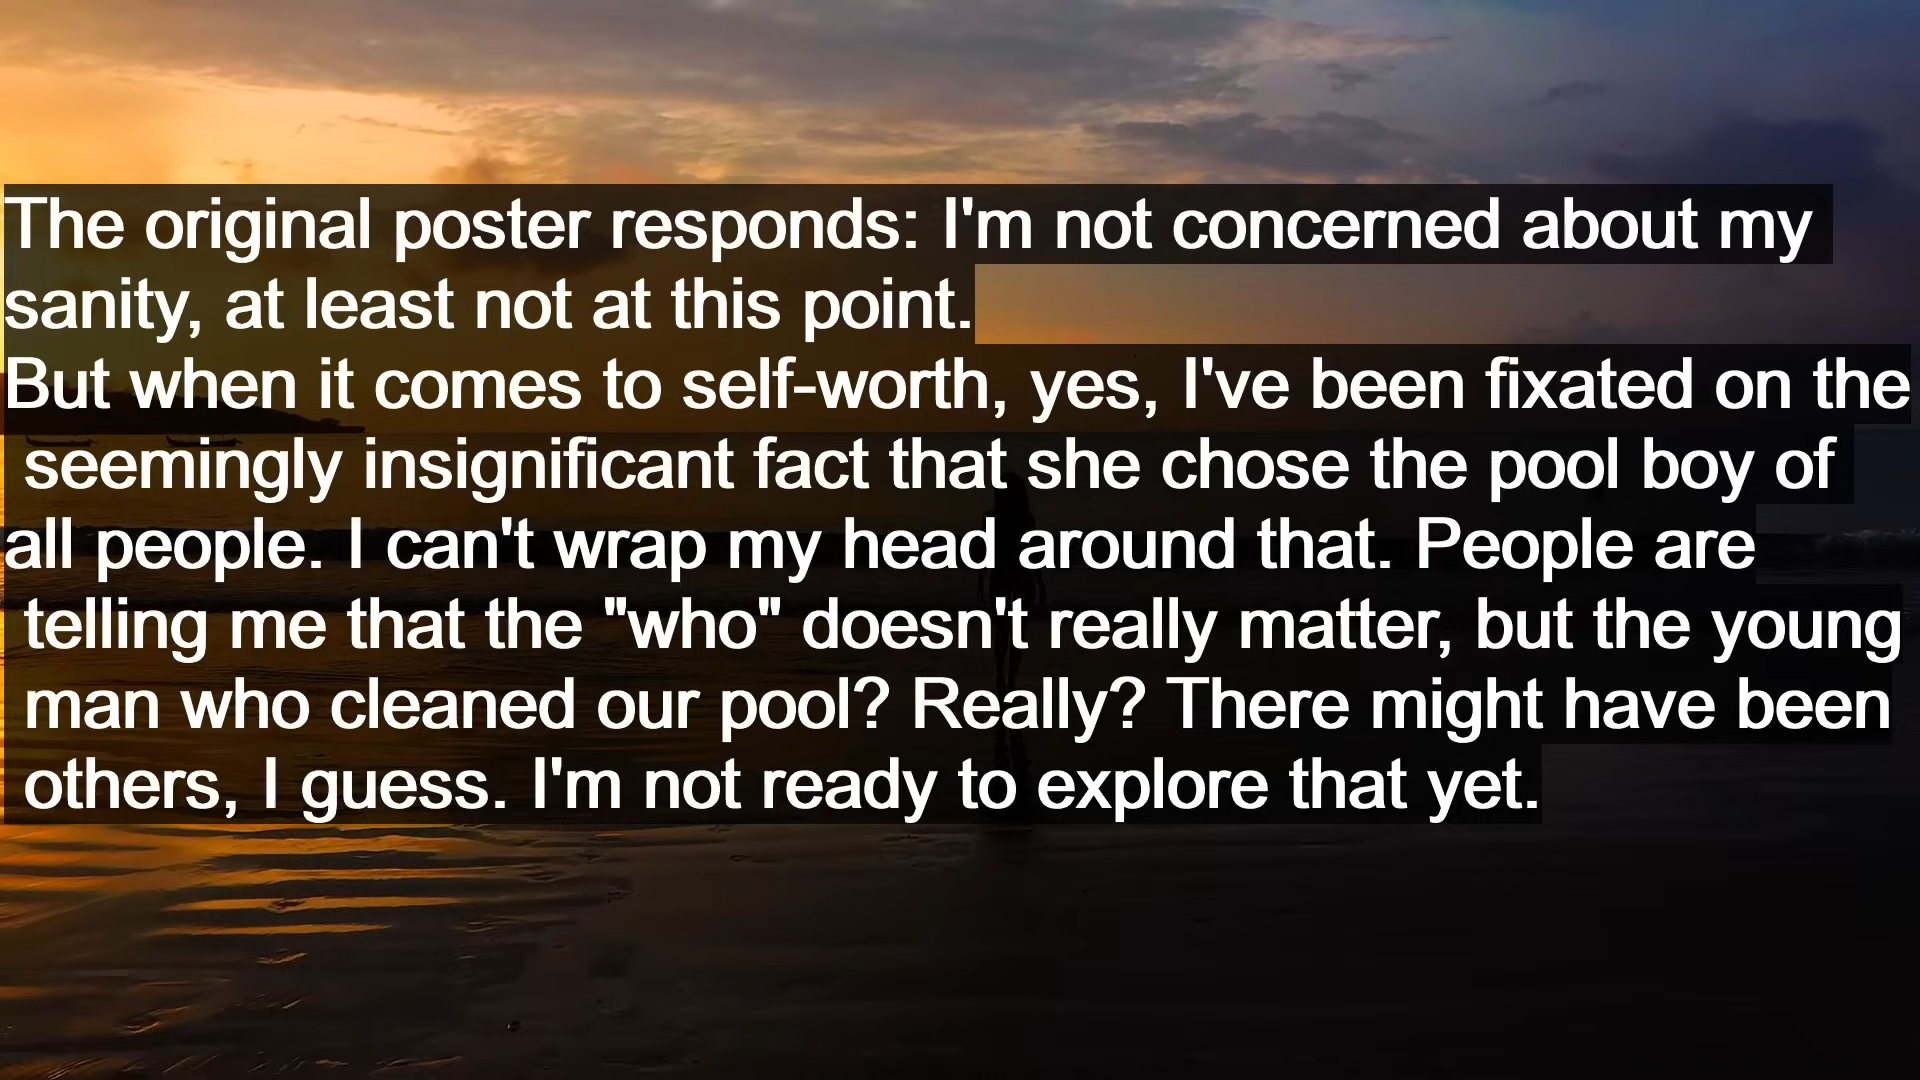 The original poster responds: I'm not concerned about my
sanity, at least not at this point.
But when it comes to self-worth, yes, I've been fixated on the
seemingly insignificant fact that she chose the pool boy of
all people. I can't wrap my head around that. People are
telling me that the "who" doesn't really matter, but the young
man who cleaned our pool? Really? There might have been
others, I guess. I'm not ready to explore that yet.